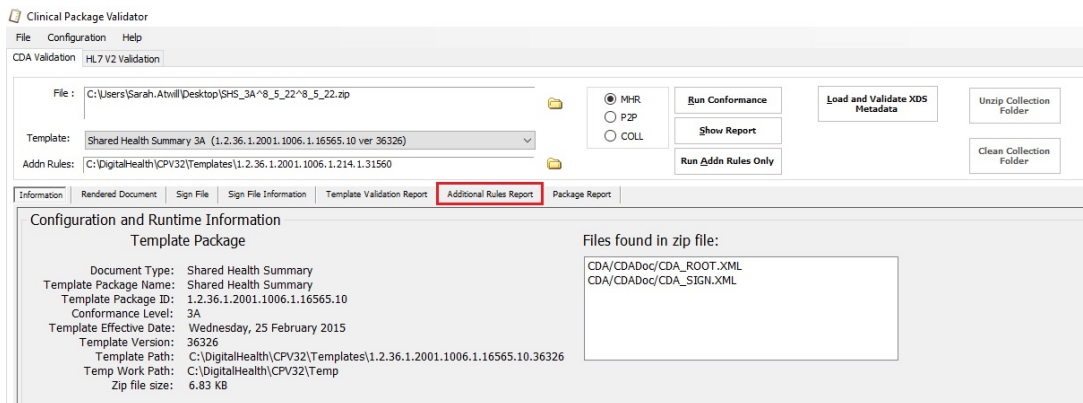 Clinical Package Validator
File Configuration Help
CDA Validation HL7 V2 Validation
File : C:\Users\Sarah.Atwill\Desktop\SHS_3A^8_5_22^8_5_22.zip
MHR
P2P
COLL
Run Conformance
Show Report
Run Addn Rules Only
Load and Validate XDS
Metadata
Unzip Collection
Folder
Clean Collection
Folder
Template: Shared Health Summary 3A (1.2.36.1.2001.1006.1.16565.10 ver 36326)
Addn Rules: C:\DigitalHealth\CPV32\Templates\1.2.36.1.2001.1006.1.214.1.31560
Information Rendered Document Sign File Sign File Information Template Validation Report Additional Rules Report Package Report
Configuration and Runtime Information
Template Package
Document Type: Shared Health Summary
Template Package Name: Shared Health Summary
Template Package ID: 1.2.36.1.2001.1006.1.16565.10
Conformance Level: 3A
Template Effective Date: Wednesday, 25 February 2015
Template Version: 36326
Template Path: C:\DigitalHealth\CPV32\Templates\1.2.36.1.2001.1006.1.16565.10.36326
Temp Work Path: C:\DigitalHealth\CPV32\Temp
Zip file size: 6.83 KB
Files found in zip file:
CDA/CDADoc/CDA_ROOT.XML
CDA/CDADoc/CDA_SIGN.XML